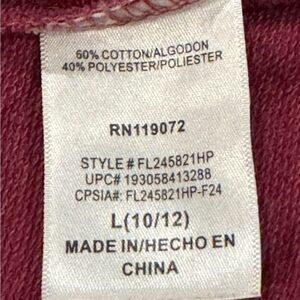 60% COTTON/ALGODON
40% POLYESTER/POLIESTER
RN119072
STYLE # FL245821HP
UPC# 193058413288
CPSIA#: FL245821HP-F24
L(10/12)
MADE IN/HECHO EN
CHINA